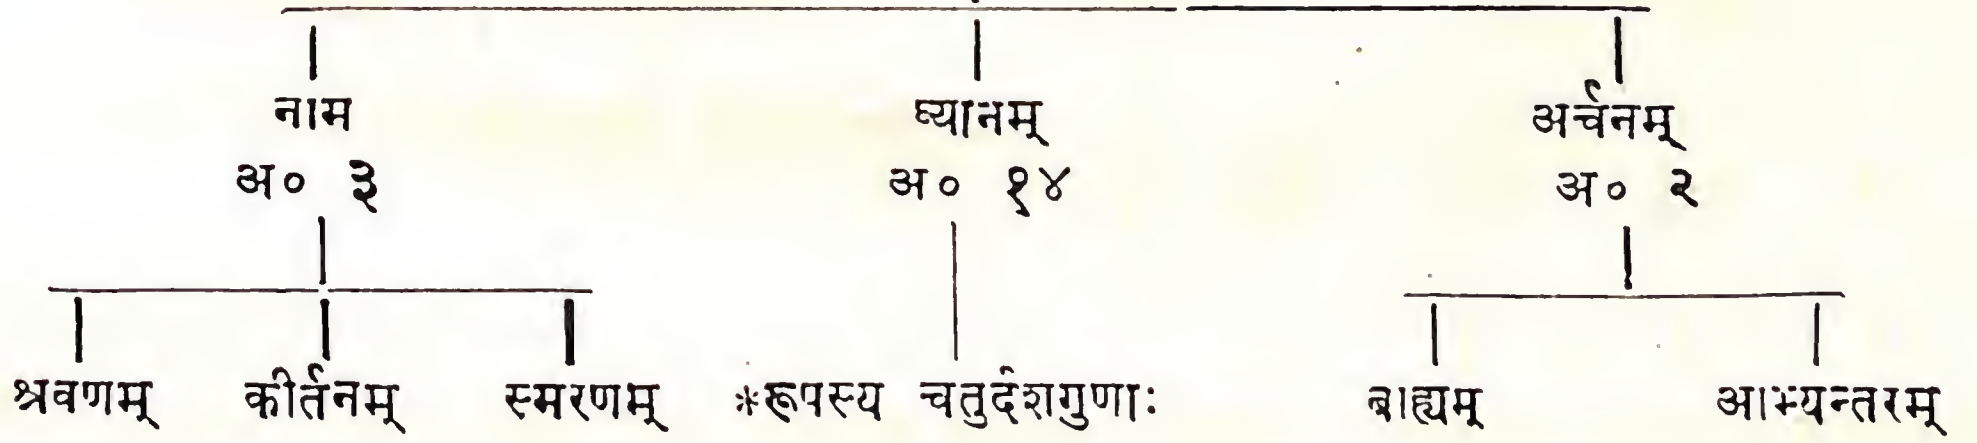 नाम ध्यानम् अर्चनम्
अ० ३ अ० १४ अ० २
श्रवणम् कीर्तनम् स्मरणम् *रूपस्य चतुर्दशगुणाः बाह्यम् आभ्यन्तरम्